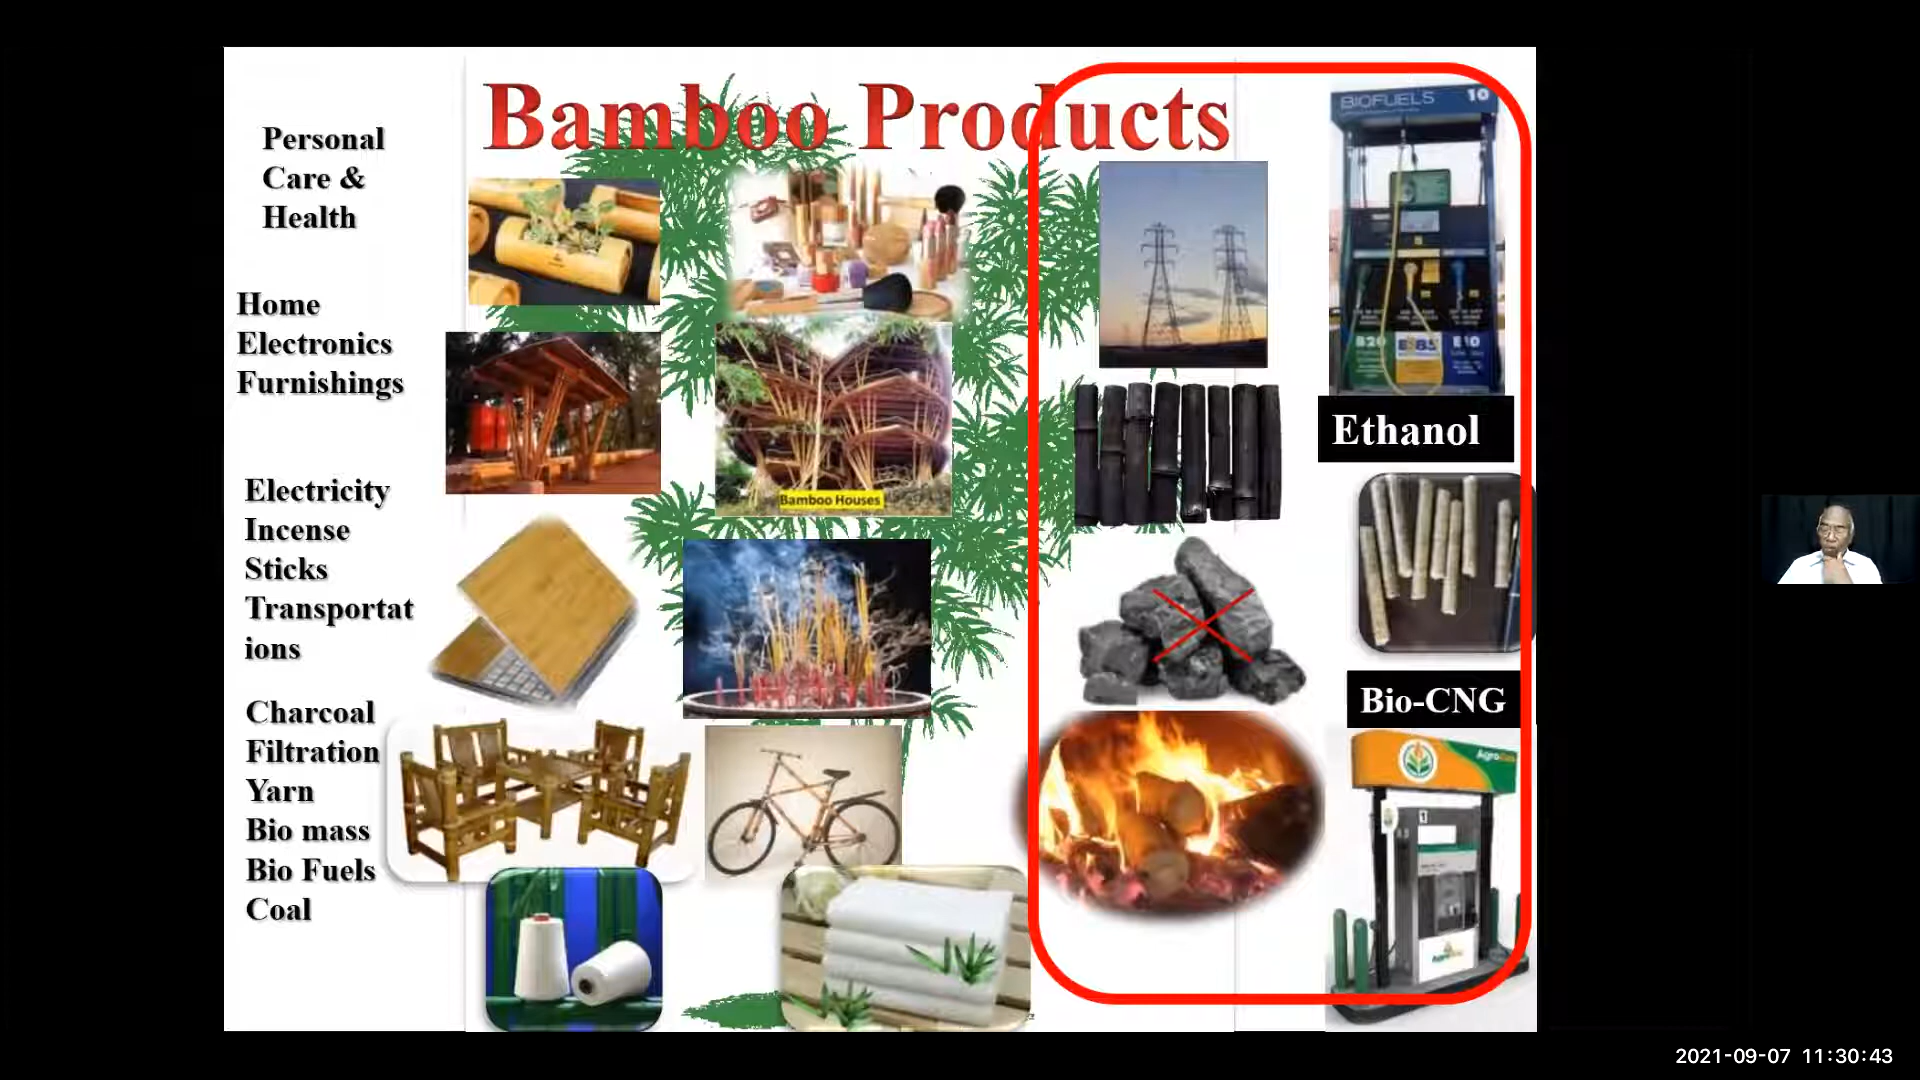 Bamboo Products
Personal
Care &
Health
Home
Electronics
Furnishings
Electricity
Incense
Sticks
Transportat
ions
Charcoal
Filtration
Yarn
Bio mass
Bio Fuels
Coal
Bamboo Houses
BIOFUELS 10
B20
E85
E10
Ethanol
Bio-CNG
1
2021-09-07 11:30:43